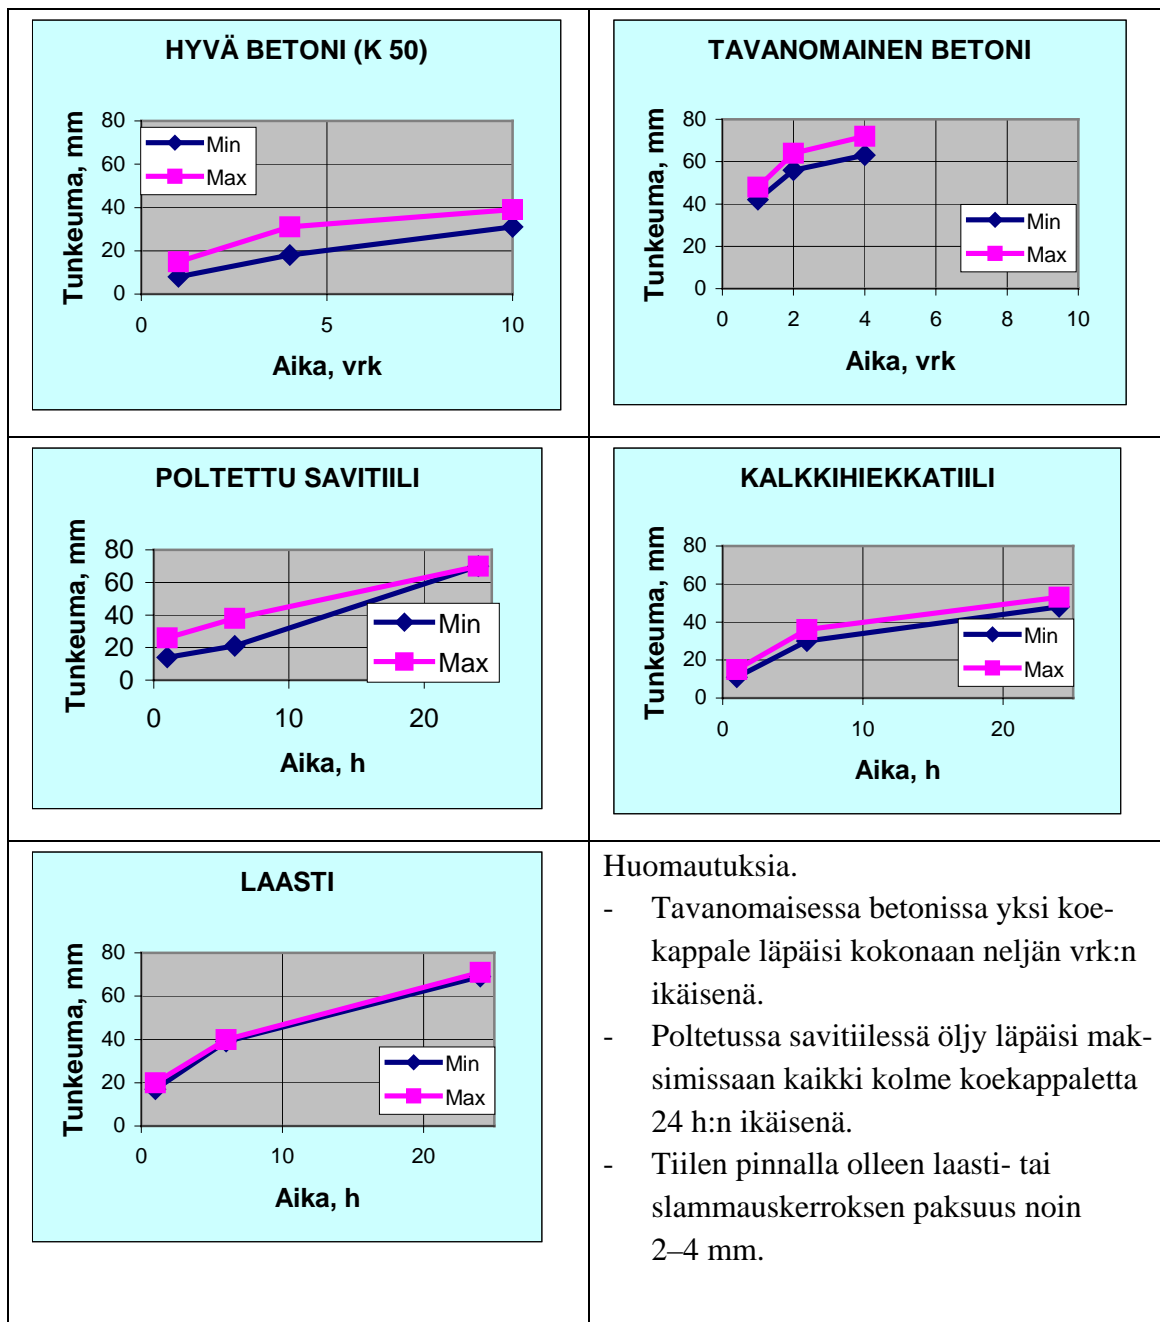 HYVÄ BETONI (K 50)
Tunkeuma, mm
80
60
40
20
0
Min
Max
0 5 10
Aika, vrk
TAVANOMAINEN BETONI
Tunkeuma, mm
80
60
40
20
0
Min
Max
0 2 4 6 8 10
Aika, vrk
POLTETTU SAVITIILI
Tunkeuma, mm
80
60
40
20
0
Min
Max
0 10 20
Aika, h
KALKKIHIEKKATIILI
Tunkeuma, mm
80
60
40
20
0
Min
Max
0 10 20
Aika, h
LAASTI
Tunkeuma, mm
80
60
40
20
0
Min
Max
0 10 20
Aika, h
Huomautuksia.
- Tavanomaisessa betonissa yksi koe-
kappale läpäisi kokonaan neljän vrk:n
ikäisenä.
- Poltetussa savitiilessä öljy läpäisi mak-
simissaan kaikki kolme koekappaletta
24 h:n ikäisenä.
- Tiilen pinnalla olleen laasti- tai
slammauskerroksen paksuus noin
2–4 mm.